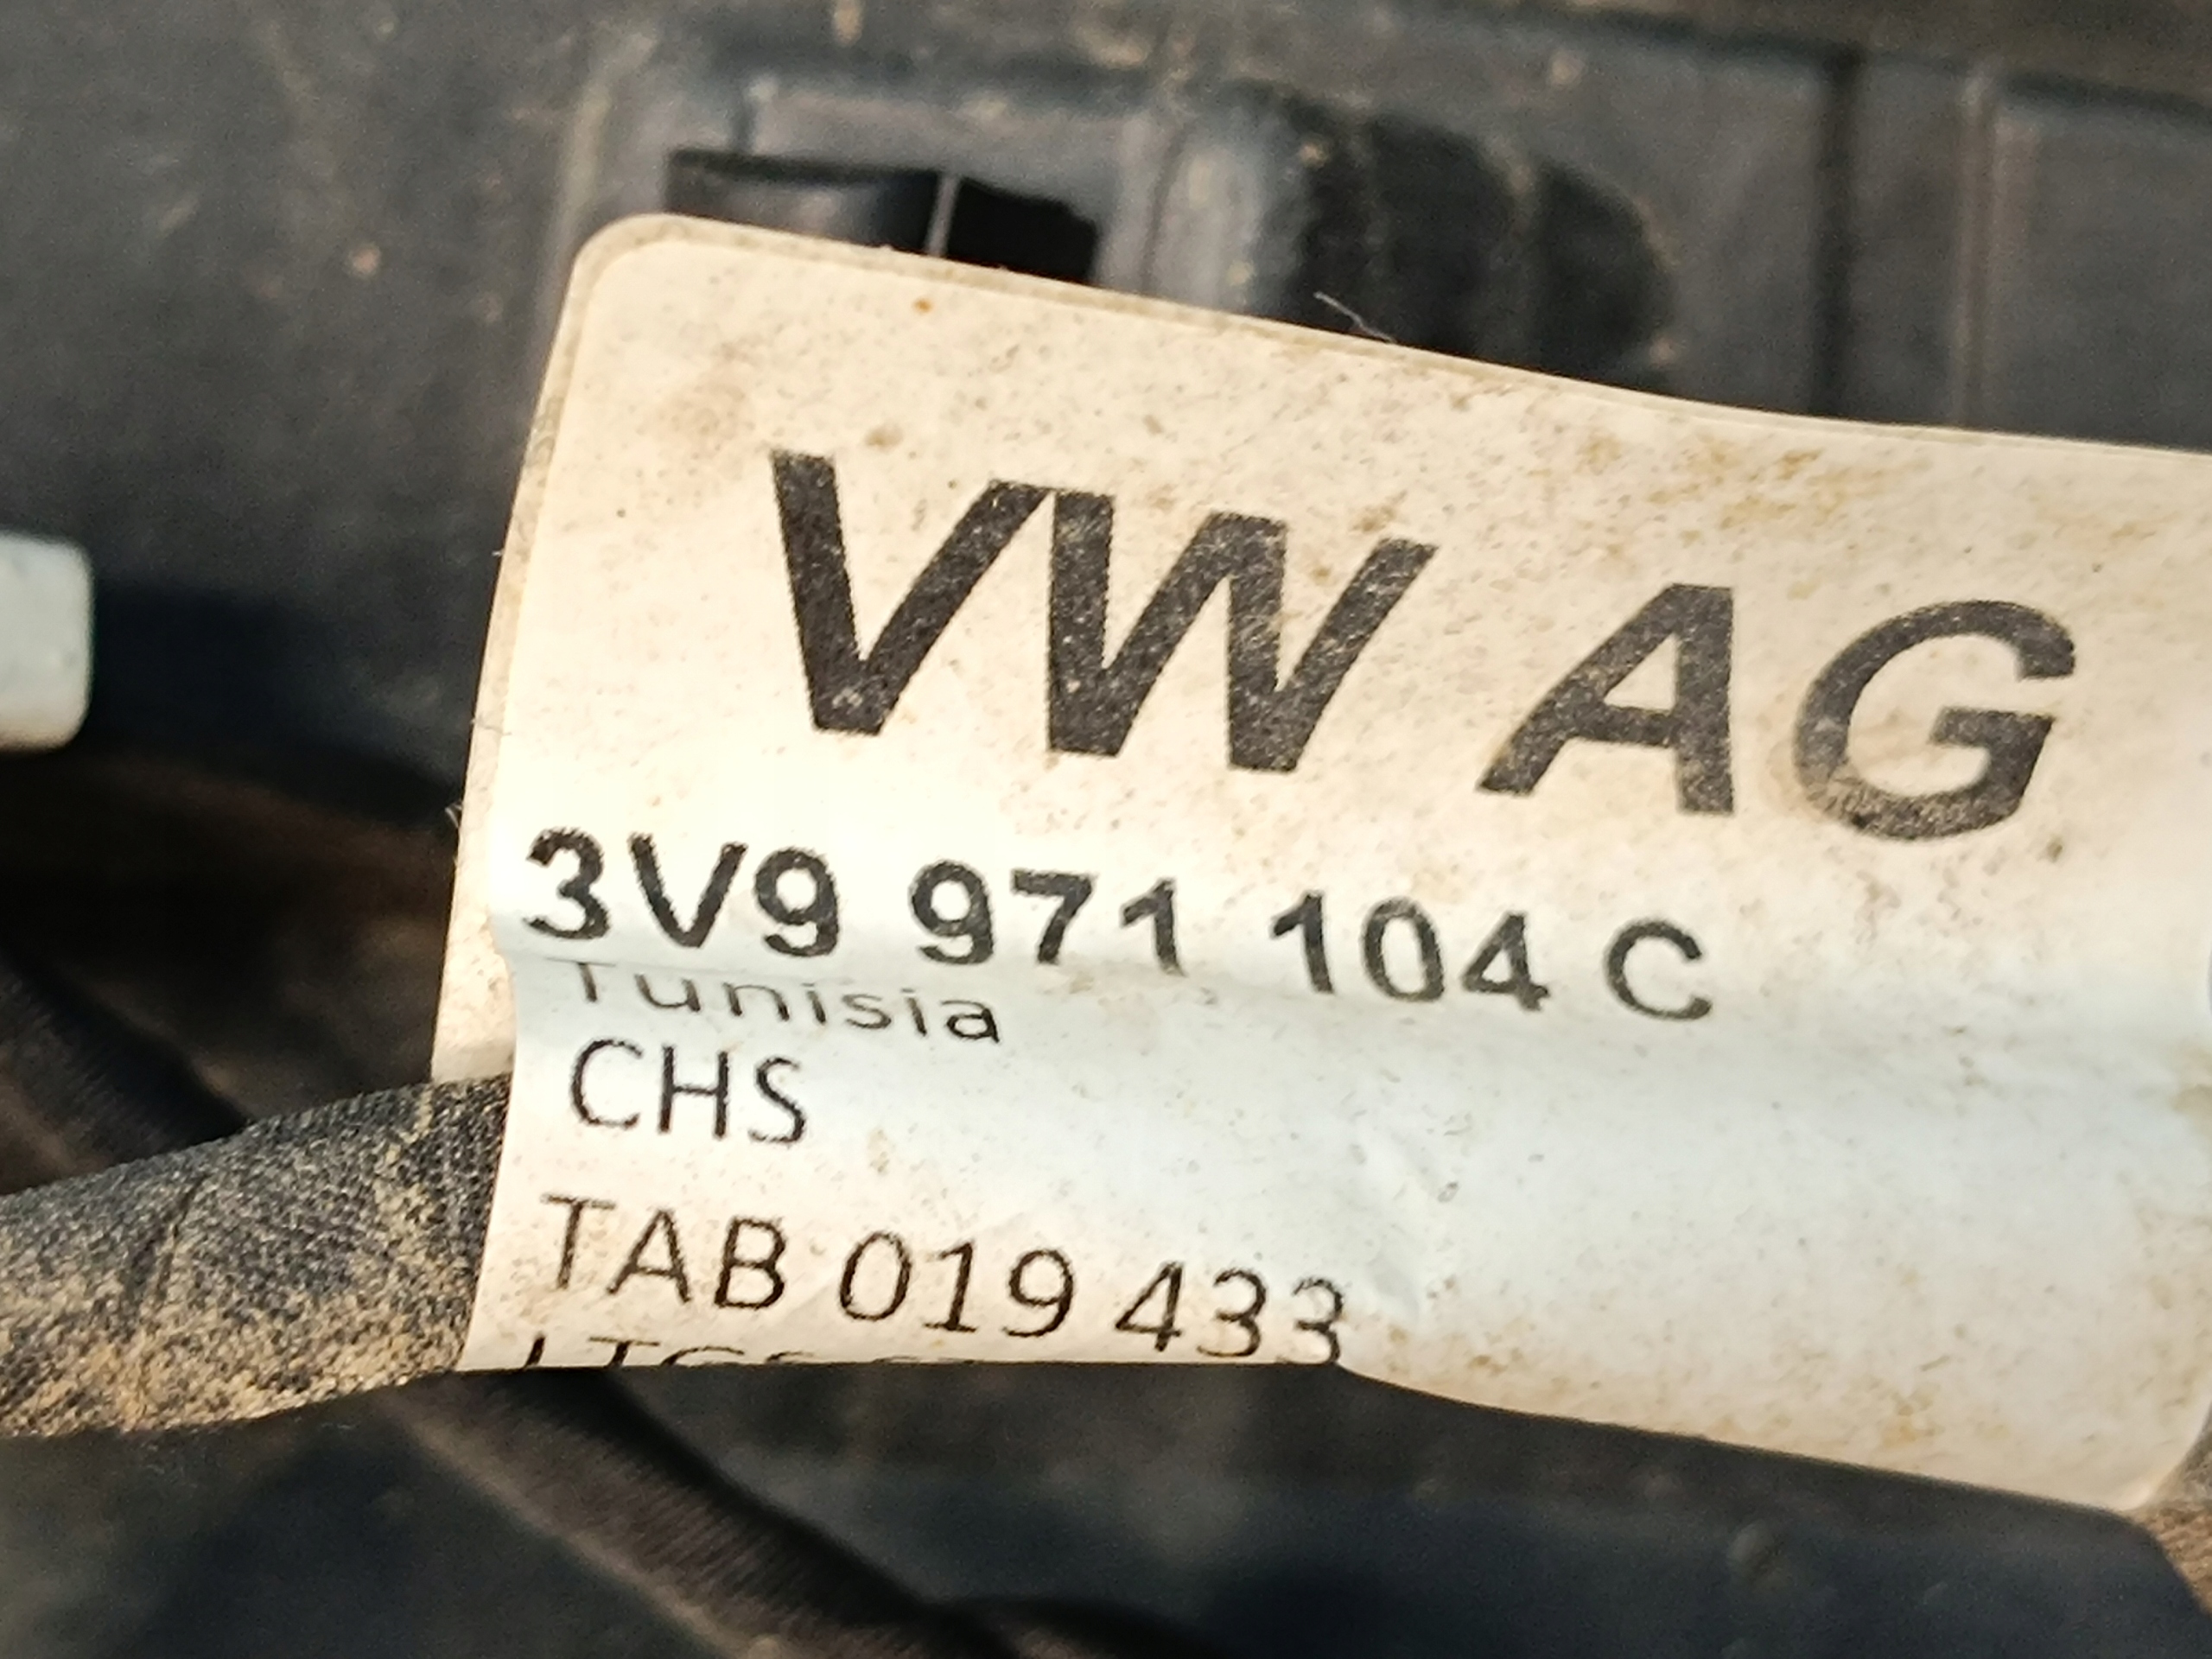 VW AG
3V9 971 104 C
Tunisia
CHS
TAB 019 433